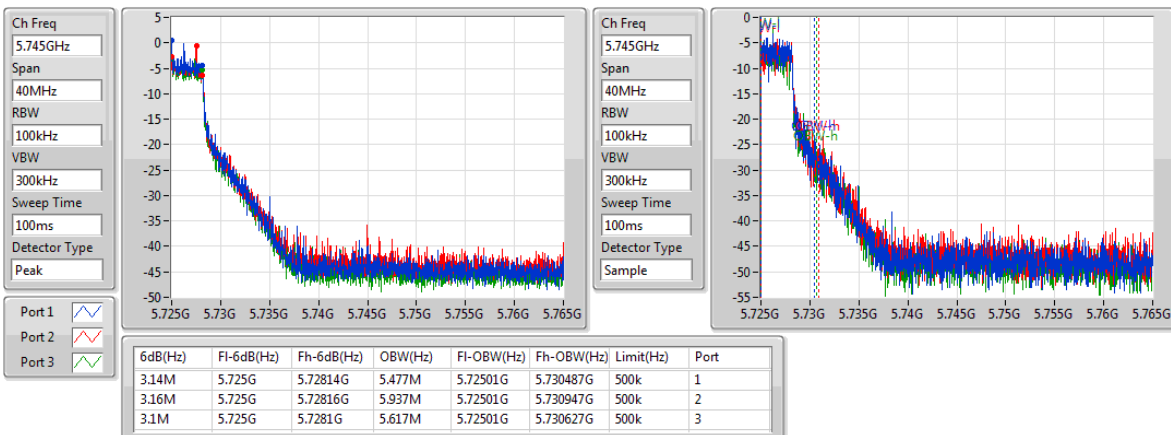 Ch Freq
5.745GHz
Span
40MHz
RBW
100kHz
VBW
300kHz
Sweep Time
100ms
Detector Type
Peak
Port 1
Port 2
Port 3
5
0
-5
-10
-15
-20
-25
-30
-35
-40
-45
-50
5.725G 5.73G 5.735G 5.74G 5.745G 5.75G 5.755G 5.76G 5.765G
Ch Freq
5.745GHz
Span
40MHz
RBW
100kHz
VBW
300kHz
Sweep Time
100ms
Detector Type
Sample
0
-5
-10
-15
-20
-25
-30
-35
-40
-45
-50
-55
5.725G 5.73G 5.735G 5.74G 5.745G 5.75G 5.755G 5.76G 5.765G
6dB(Hz) Fl-6dB(Hz) Fh-6dB(Hz) OBW(Hz) Fl-OBW(Hz) Fh-OBW(Hz) Limit(Hz) Port
3.14M 5.725G 5.72814G 5.477M 5.72501G 5.730487G 500k 1
3.16M 5.725G 5.72816G 5.937M 5.72501G 5.730947G 500k 2
3.1M 5.725G 5.7281G 5.617M 5.72501G 5.730627G 500k 3